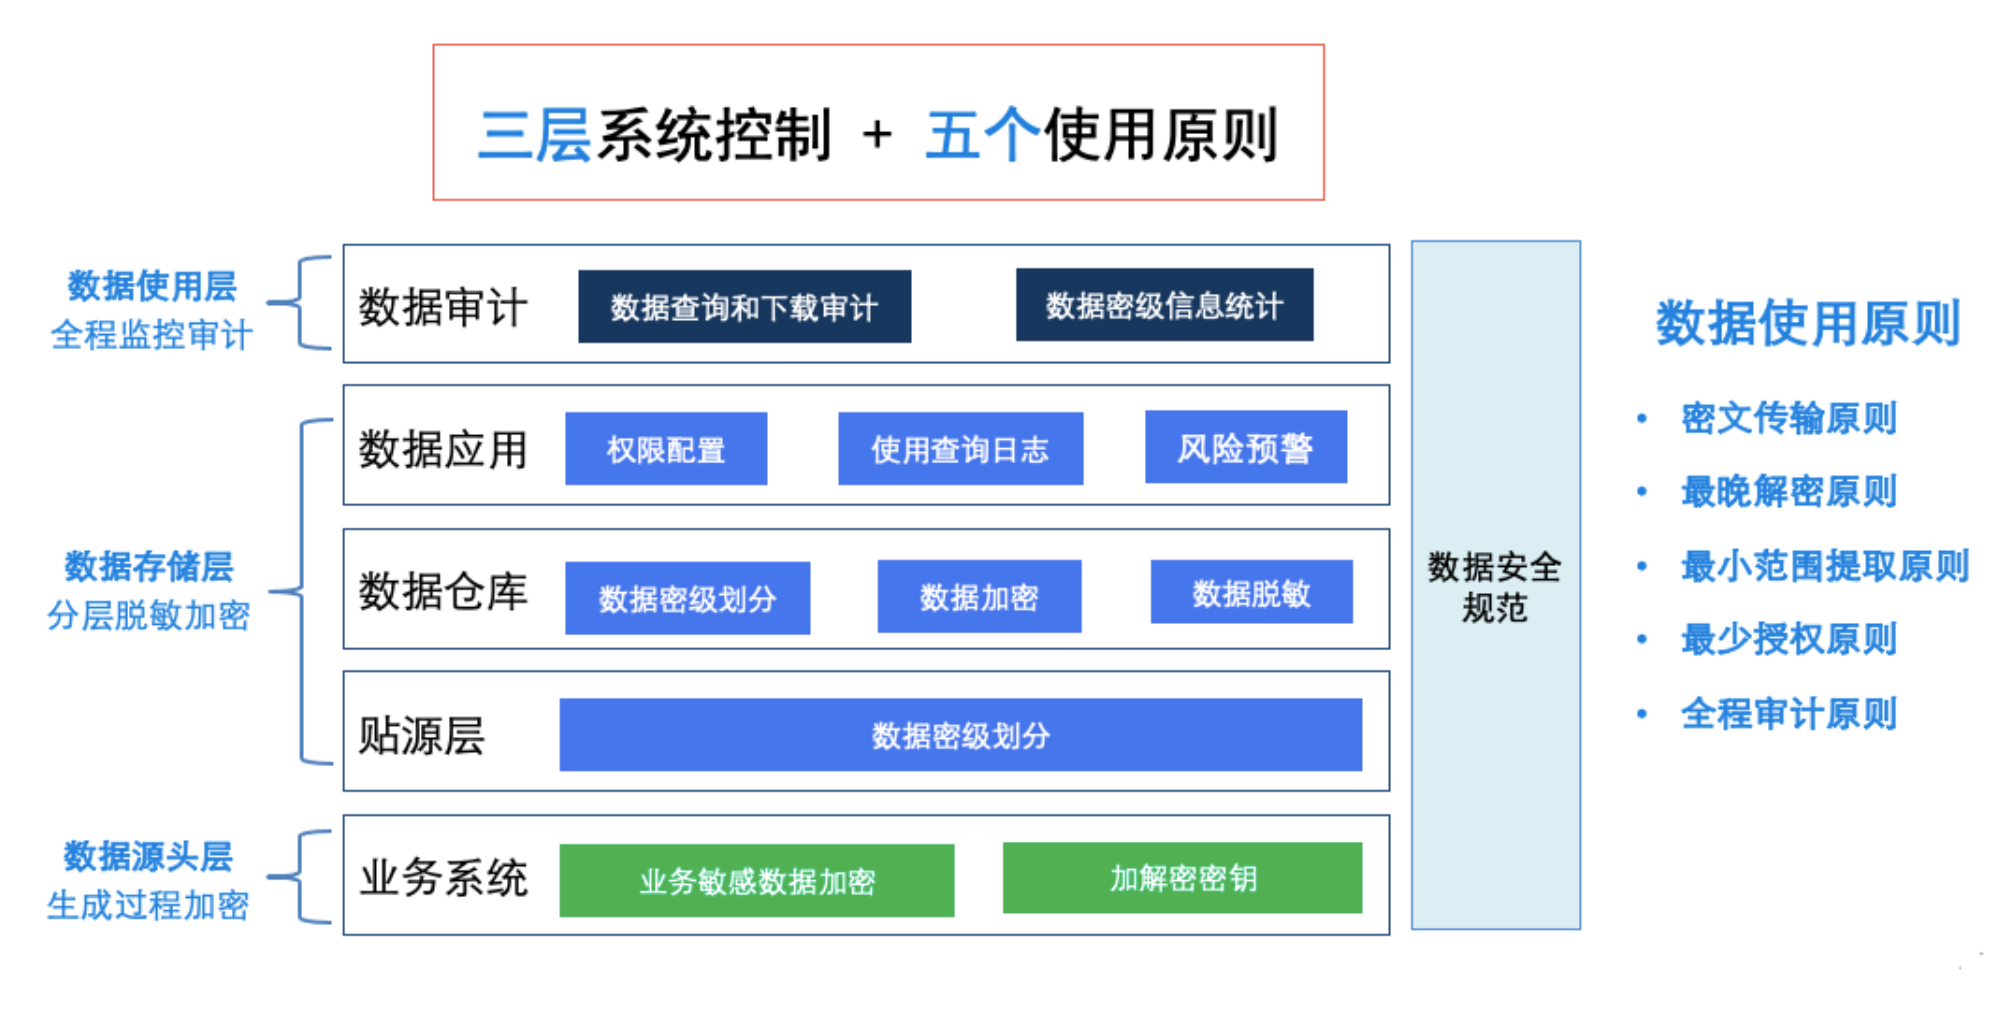 三层系统控制 + 五个使用原则
数据使用层
全程监控审计
数据审计
数据查询和下载审计
数据密级信息统计
数据存储层
分层脱敏加密
数据应用
权限配置
使用查询日志
风险预警
数据仓库
数据密级划分
数据加密
数据脱敏
贴源层
数据密级划分
数据源头层
生成过程加密
业务系统
业务敏感数据加密
加解密密钥
数据安全
规范
数据使用原则
• 密文传输原则
• 最晚解密原则
• 最小范围提取原则
• 最少授权原则
• 全程审计原则